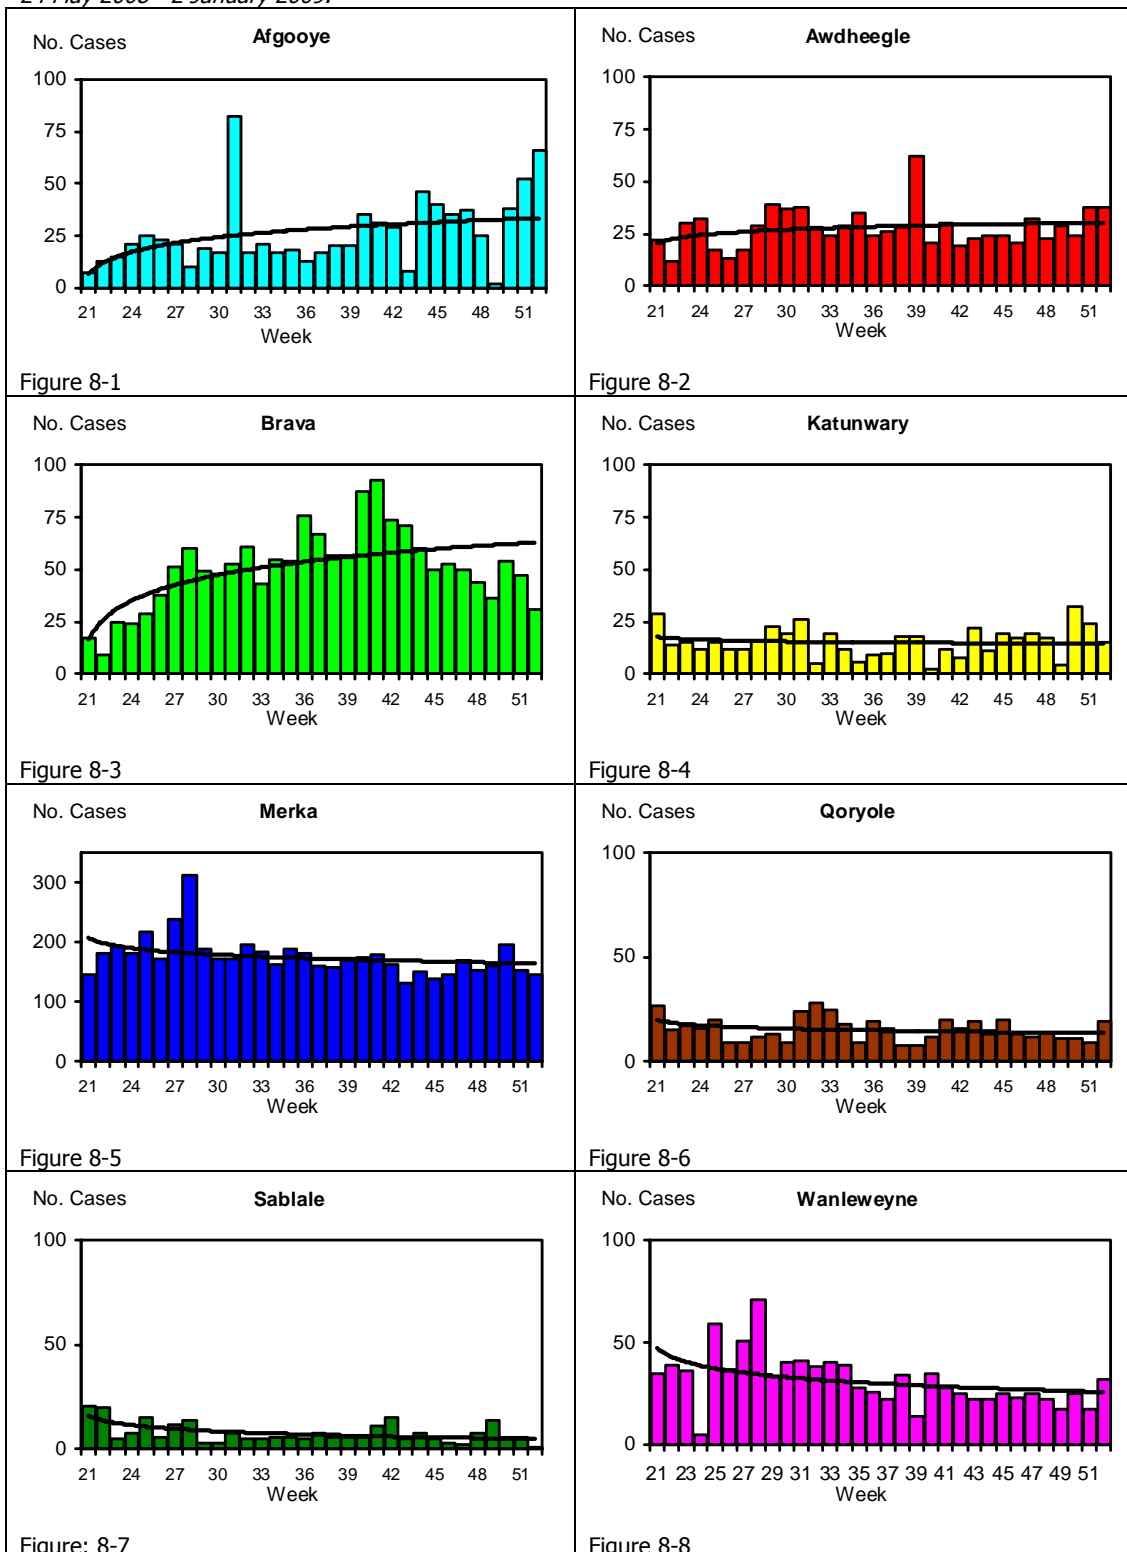 24 May 2008 - 2 January 2009.
No. Cases
Afgooye
100
75
50
25
0
21 24 27 30 33 36 39 42 45 48 51
Week
Figure 8-1
No. Cases
Awdheegle
100
75
50
25
0
21 24 27 30 33 36 39 42 45 48 51
Week
Figure 8-2
No. Cases
Brava
100
75
50
25
0
21 24 27 30 33 36 39 42 45 48 51
Week
Figure 8-3
No. Cases
Katunwary
100
75
50
25
0
21 24 27 30 33 36 39 42 45 48 51
Week
Figure 8-4
No. Cases
Merka
300
200
100
0
21 24 27 30 33 36 39 42 45 48 51
Week
Figure 8-5
No. Cases
Qoryole
100
50
0
21 24 27 30 33 36 39 42 45 48 51
Week
Figure 8-6
No. Cases
Sablale
100
50
0
21 24 27 30 33 36 39 42 45 48 51
Week
Figure: 8-7
No. Cases
Wanleweyne
100
50
0
21 23 25 27 29 31 33 35 37 39 41 43 45 47 49 51
Week
Figure 8-8